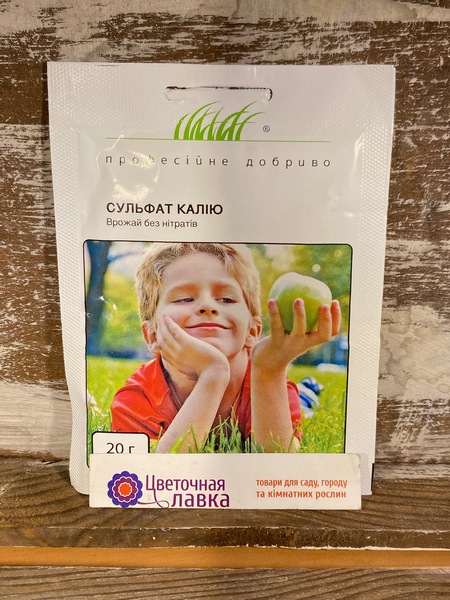 ®
професійне добриво
СУЛЬФАТ КАЛІЮ
Врожай без нітратів
20 г
Цветочная
лавка
товари для саду, городу
та кімнатних рослин